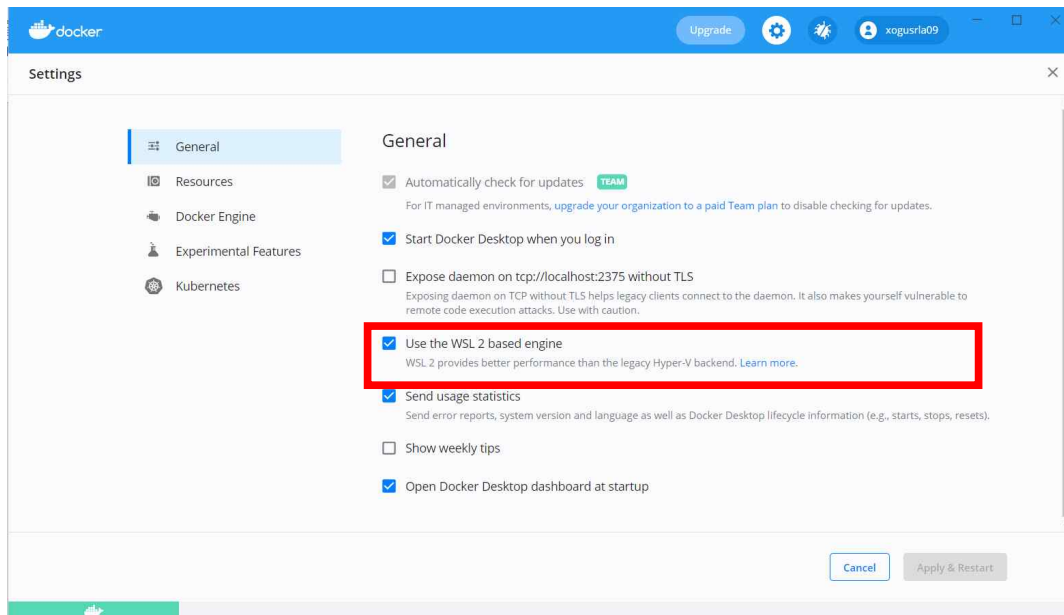 docker
Upgrade
xogusrla09
Settings
General
Resources
Docker Engine
Experimental Features
Kubernetes
General
Automatically check for updates TEAM
For IT managed environments, upgrade your organization to a paid Team plan to disable checking for updates.
Start Docker Desktop when you log in
Expose daemon on tcp://localhost:2375 without TLS
Exposing daemon on TCP without TLS helps legacy clients connect to the daemon. It also makes yourself vulnerable to
remote code execution attacks. Use with caution.
Use the WSL 2 based engine
WSL 2 provides better performance than the legacy Hyper-V backend. Learn more.
Send usage statistics
Send error reports, system version and language as well as Docker Desktop lifecycle information (e.g., starts, stops, resets).
Show weekly tips
Open Docker Desktop dashboard at startup
Cancel
Apply & Restart